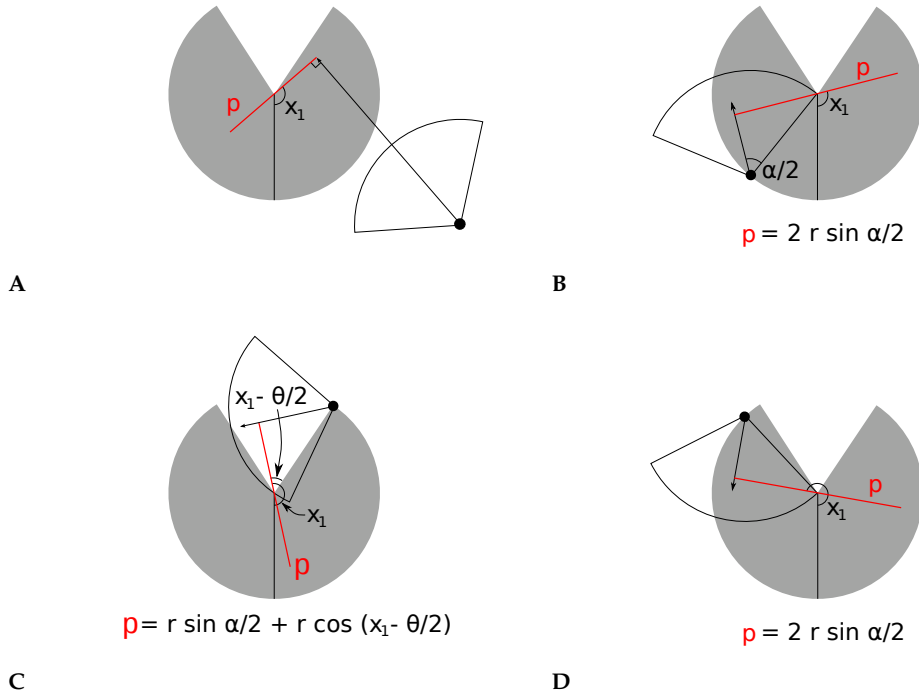 p
x₁
A
p
x₁
α/2
p = 2 r sin α/2
B
x₁- θ/2
x₁
p
p = r sin α/2 + r cos (x₁- θ/2)
C
p
x₁
p = 2 r sin α/2
D